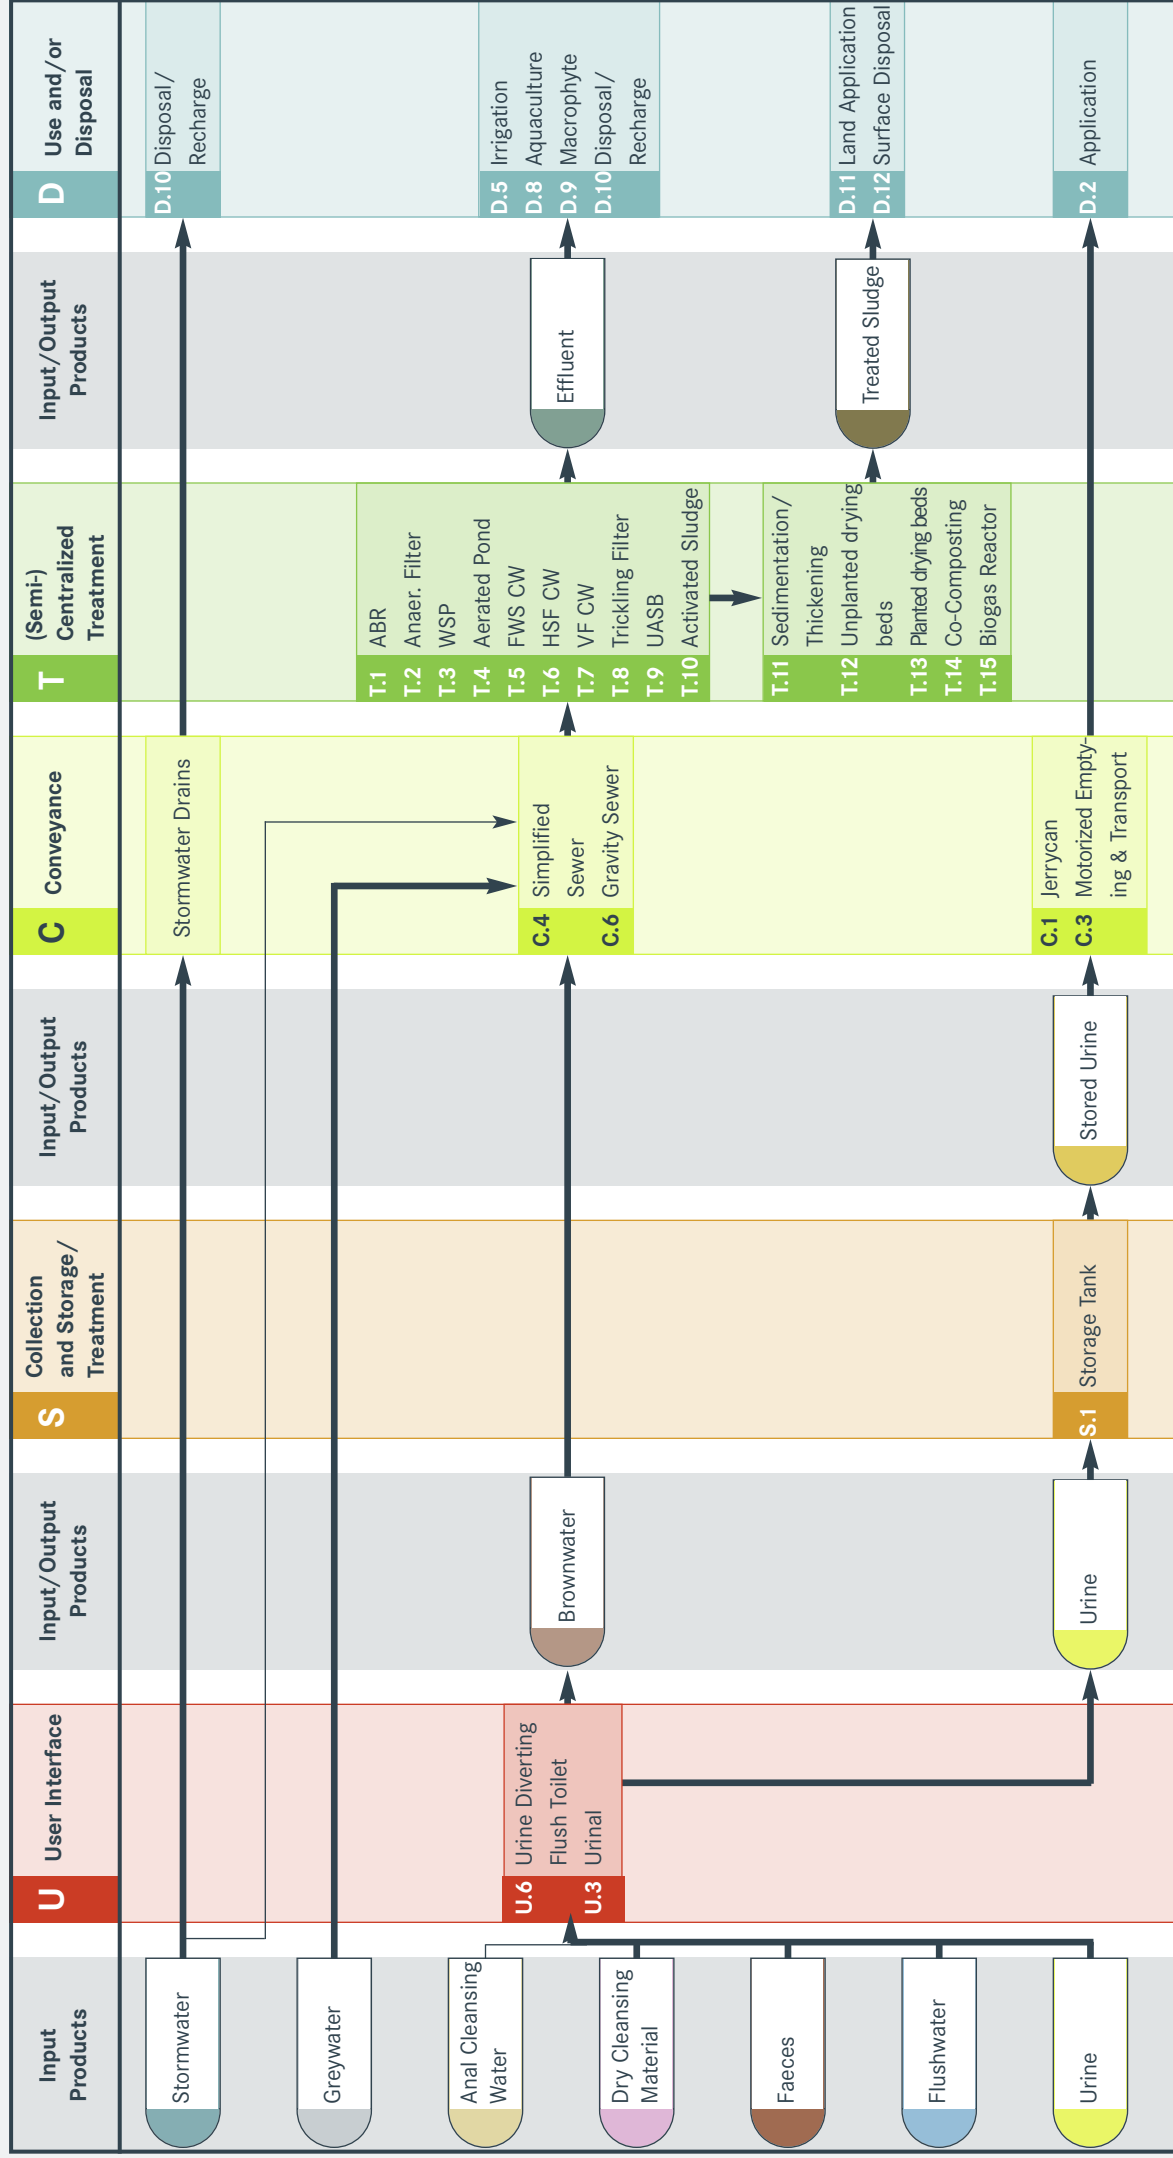 Input
Products
U
User Interface
Input/Output
Products
S
Collection
and Storage/
Treatment
Input/Output
Products
C
Conveyance
T
(Semi-)
Centralized
Treatment
Input/Output
Products
D
Use and/or
Disposal
Stormwater
Stormwater Drains
D.10 Disposal/
Recharge
Greywater
Anal Cleansing
Water
Dry Cleansing
Material
Faeces
Flushwater
Urine
U.6 Urine Diverting
Flush Toilet
U.3 Urinal
Brownwater
Urine
S.1 Storage Tank
Stored Urine
C.4 Simplified
Sewer
C.6 Gravity Sewer
C.1 Jerrycan
C.3 Motorized Empty-
ing & Transport
T.1 ABR
T.2 Anaer. Filter
T.3 WSP
T.4 Aerated Pond
T.5 FWS CW
T.6 HSF CW
T.7 VF CW
T.8 Trickling Filter
T.9 UASB
T.10 Activated Sludge
T.11 Sedimentation/
Thickening
T.12 Unplanted drying
beds
T.13 Planted drying beds
T.14 Co-Composting
T.15 Biogas Reactor
Effluent
Treated Sludge
D.5 Irrigation
D.8 Aquaculture
D.9 Macrophyte
D.10 Disposal/
Recharge
D.11 Land Application
D.12 Surface Disposal
D.2 Application